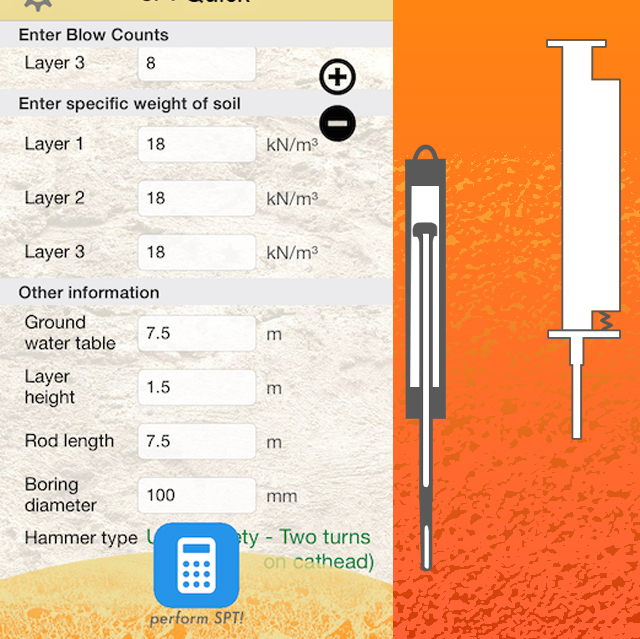 Quick
Enter Blow Counts
Layer 3 8
Enter specific weight of soil
Layer 1 18 kN/m³
Layer 2 18 kN/m³
Layer 3 18 kN/m³
Other information
Ground
water table 7.5 m
Layer
height 1.5 m
Rod length 7.5 m
Boring
diameter 100 mm
Hammer type - Two turns
on cathead)
perform SPT!